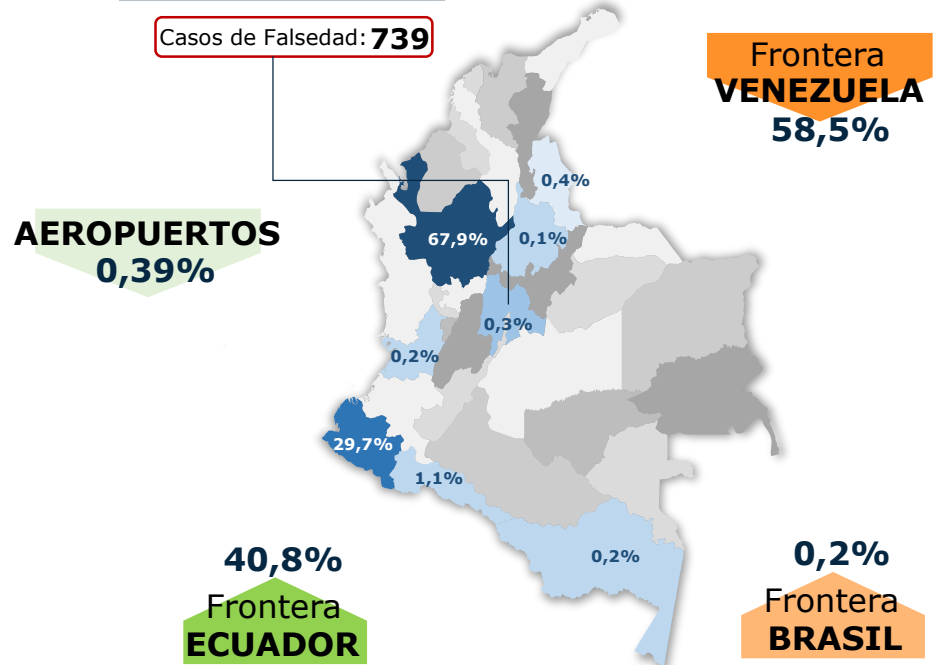 Casos de Falsedad: 739
Frontera
VENEZUELA
58,5%
0,4%
AEROPUERTOS
0,39%
67,9%
0,1%
0,3%
0,2%
29,7%
1,1%
0,2%
40,8%
Frontera
ECUADOR
0,2%
Frontera
BRASIL